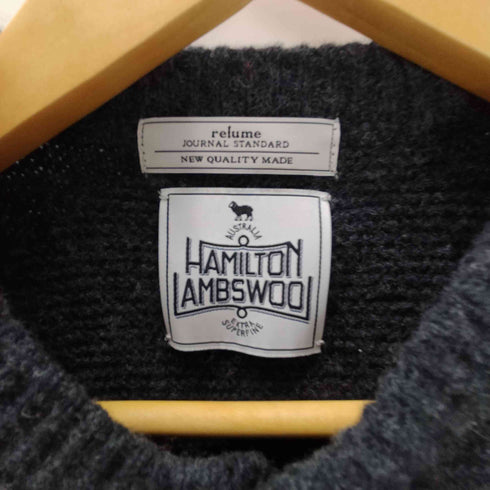 relume
JOURNAL STANDARD
NEW QUALITY MADE
AUSTRALIA
HAMILTON
LAMBSWOOL
EXTRA
SUPERFINE